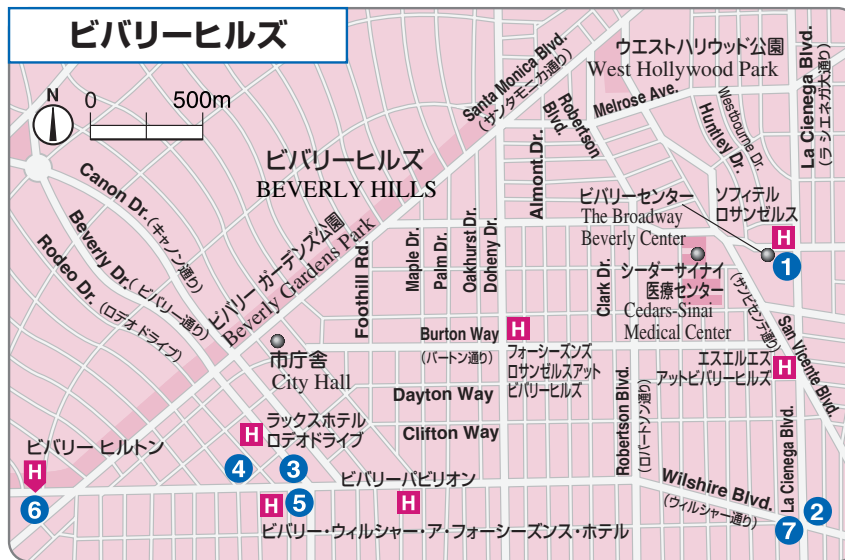 ビバリーヒルズ
N
0 500m
Santa Monica Blvd.
(サンタモニカ通り)
ウエストハリウッド公園
West Hollywood Park
La Cienega Blvd.
(ラ シエネガ大通り)
Melrose Ave.
Robertson
Blvd.
Westbourne Dr.
Huntley Dr.
ビバリーヒルズ
BEVERLY HILLS
Almont.Dr.
Canon Dr.(キャノン通り)
Beverly Dr.(ビバリー通り)
Rodeo Dr.(ロデオドライブ)
ビバリー ガーデンズ公園
Beverly Gardens Park
Foothill Rd.
Maple Dr.
Palm Dr.
Oakhurst Dr.
Doheny Dr.
ビバリーセンター
The Broadway
Beverly Center
ソフィテル
ロサンゼルス
H
1
Clark Dr.
シーダーサイナイ
医療センター
Cedars-Sinai
Medical Center
(サンビセンテ通り)
San Vicente Blvd.
市庁舎
City Hall
Burton Way
(バートン通り)
H
フォーシーズンズ
ロサンゼルスアット
ビバリーヒルズ
エスエルエス
アットビバリーヒルズ
H
Dayton Way
Clifton Way
Robertson Blvd.
(ロバートソン通り)
La Cienega Blvd.
H
ラックスホテル
ロデオドライブ
ビバリー ヒルトン
H
6
4
3
H
5
ビバリーパビリオン
H
ビバリー・ウィルシャー・ア・フォーシーズンス・ホテル
Wilshire Blvd.
(ウィルシャー通り)
7
2